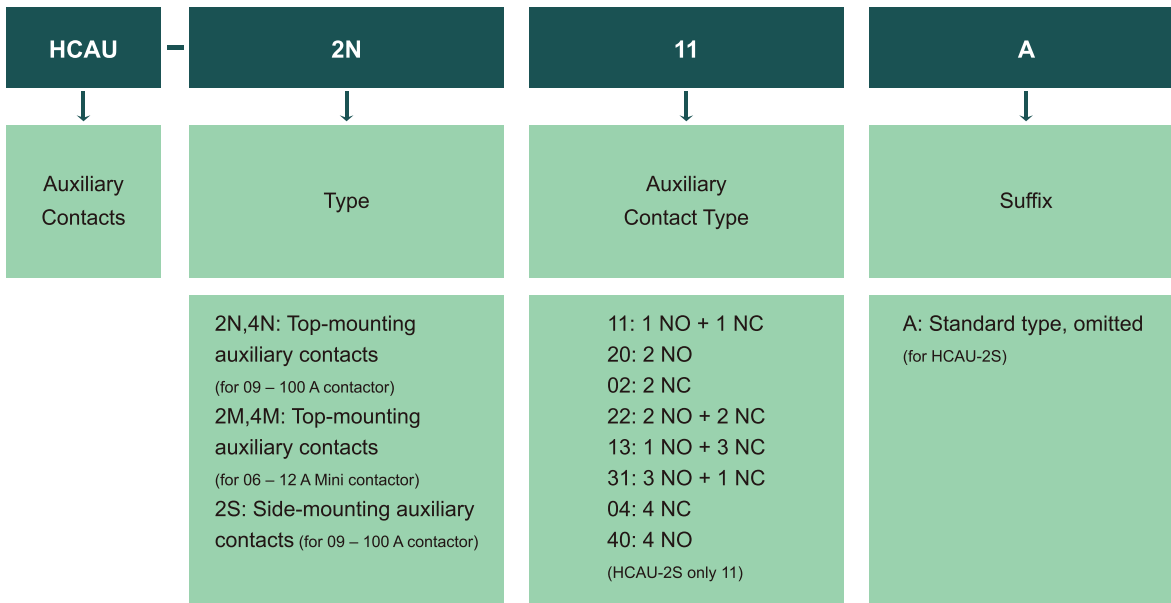 HCAU – 2N 11 A
Auxiliary
Contacts
Type
Auxiliary
Contact Type
Suffix
2N,4N: Top-mounting
auxiliary contacts
(for 09 – 100 A contactor)
2M,4M: Top-mounting
auxiliary contacts
(for 06 – 12 A Mini contactor)
2S: Side-mounting auxiliary
contacts (for 09 – 100 A contactor)
11: 1 NO + 1 NC
20: 2 NO
02: 2 NC
22: 2 NO + 2 NC
13: 1 NO + 3 NC
31: 3 NO + 1 NC
04: 4 NC
40: 4 NO
(HCAU-2S only 11)
A: Standard type, omitted
(for HCAU-2S)